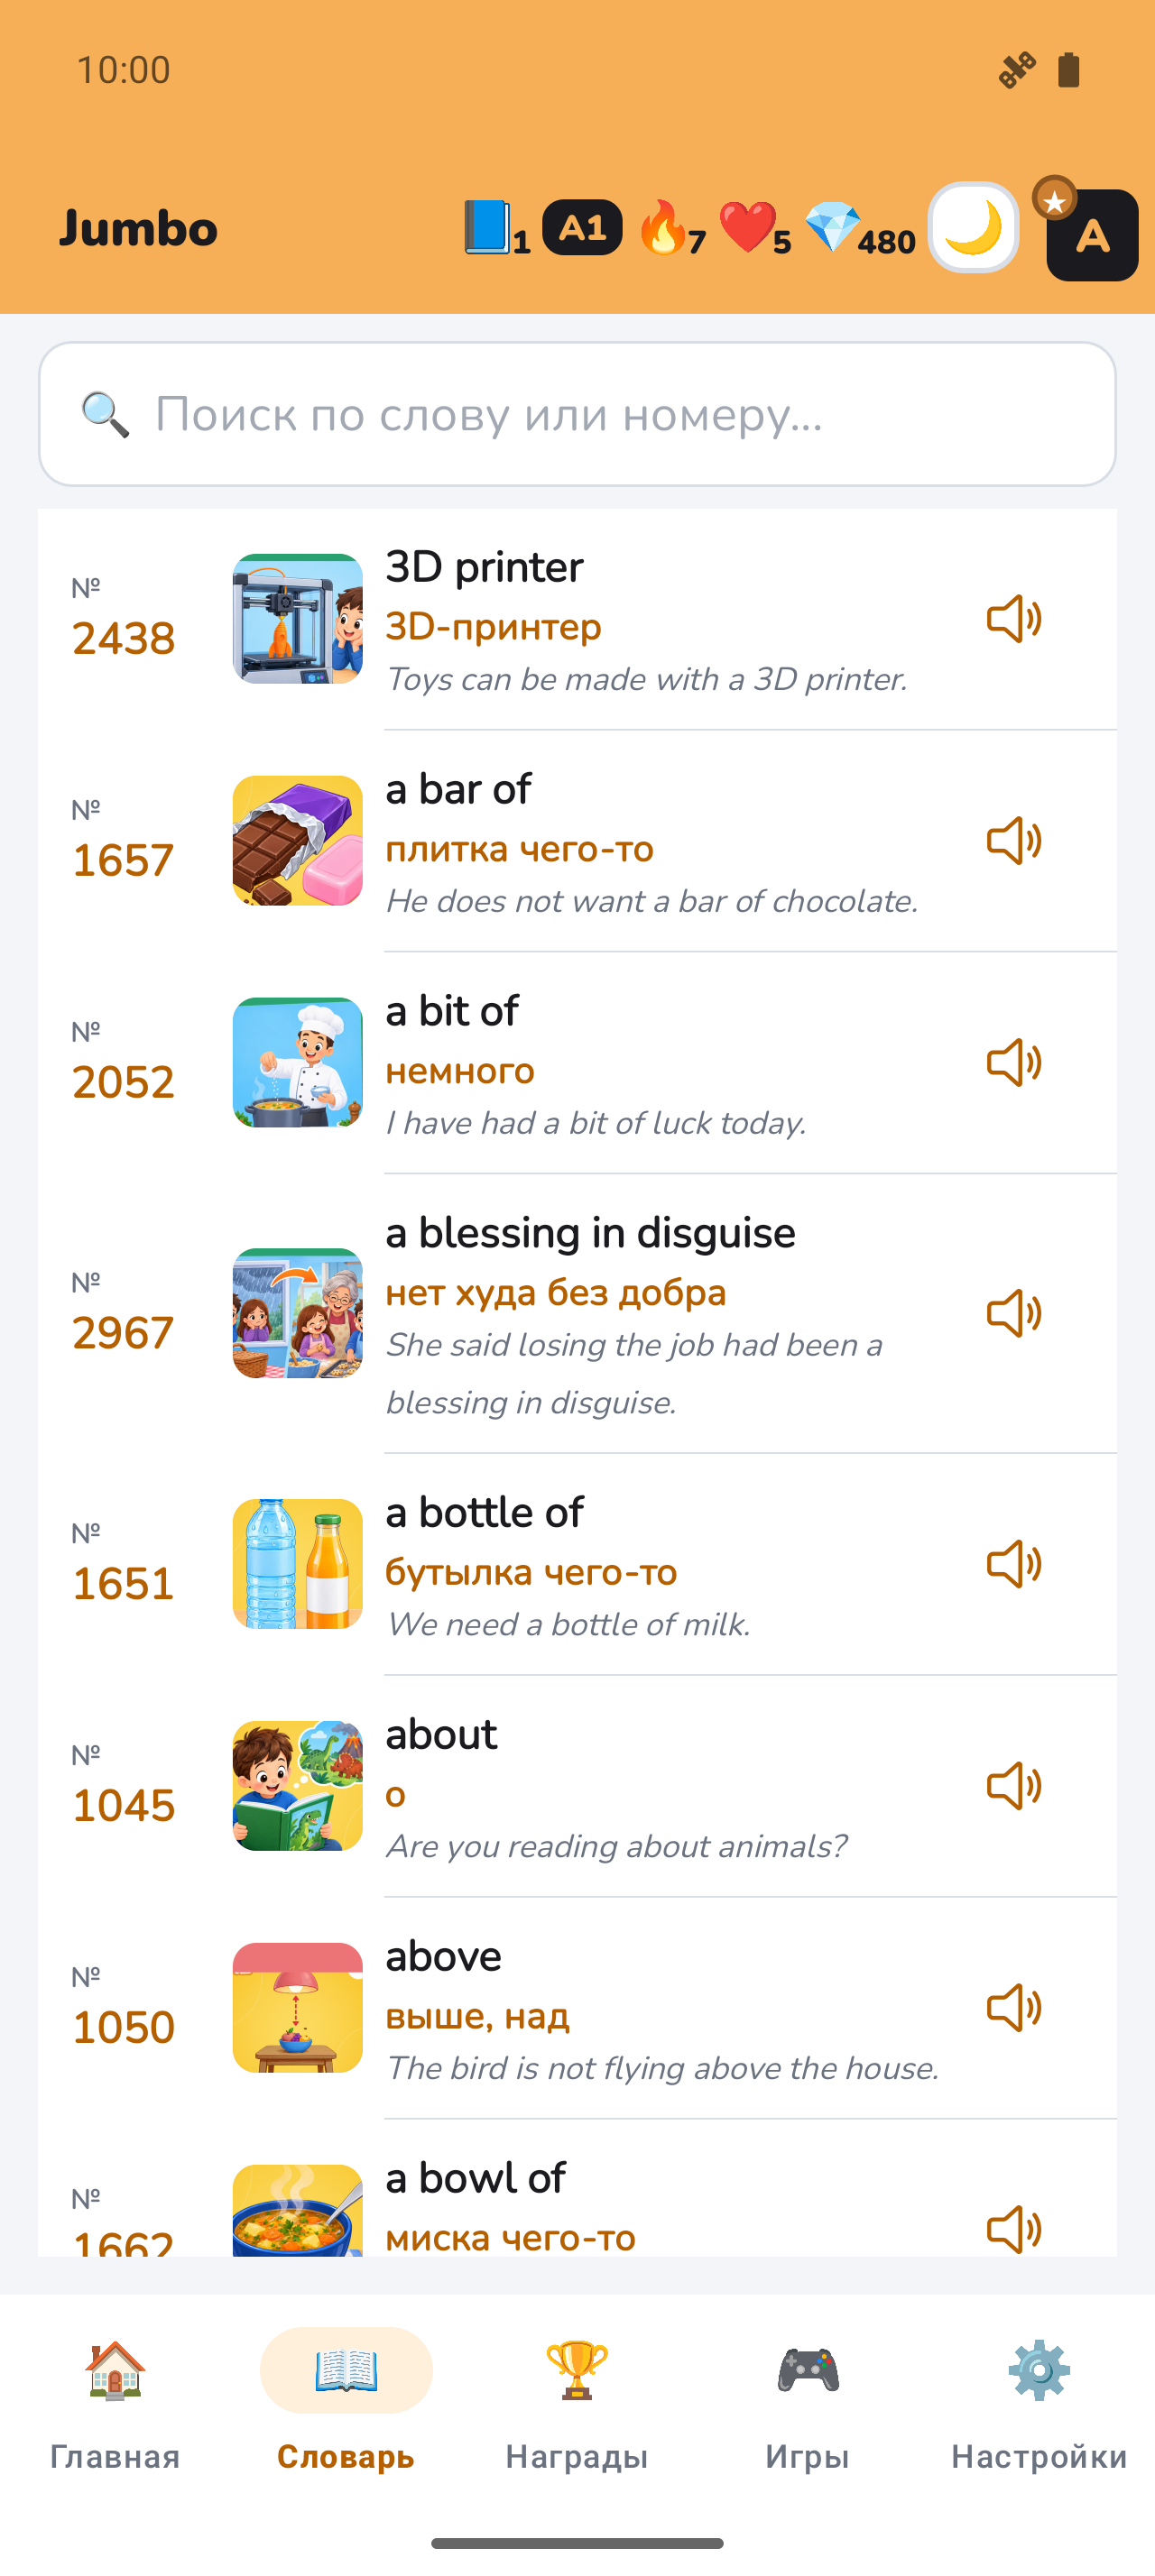 10:00
Jumbo
1
A1
7
5
480
A
Поиск по слову или номеру...
№
2438
3D printer
3D-принтер
Toys can be made with a 3D printer.
№
1657
a bar of
плитка чего-то
He does not want a bar of chocolate.
№
2052
a bit of
немного
I have had a bit of luck today.
№
2967
a blessing in disguise
нет худа без добра
She said losing the job had been a
blessing in disguise.
№
1651
a bottle of
бутылка чего-то
We need a bottle of milk.
№
1045
about
о
Are you reading about animals?
№
1050
above
выше, над
The bird is not flying above the house.
№
1662
a bowl of
миска чего-то
Главная
Словарь
Награды
Игры
Настройки